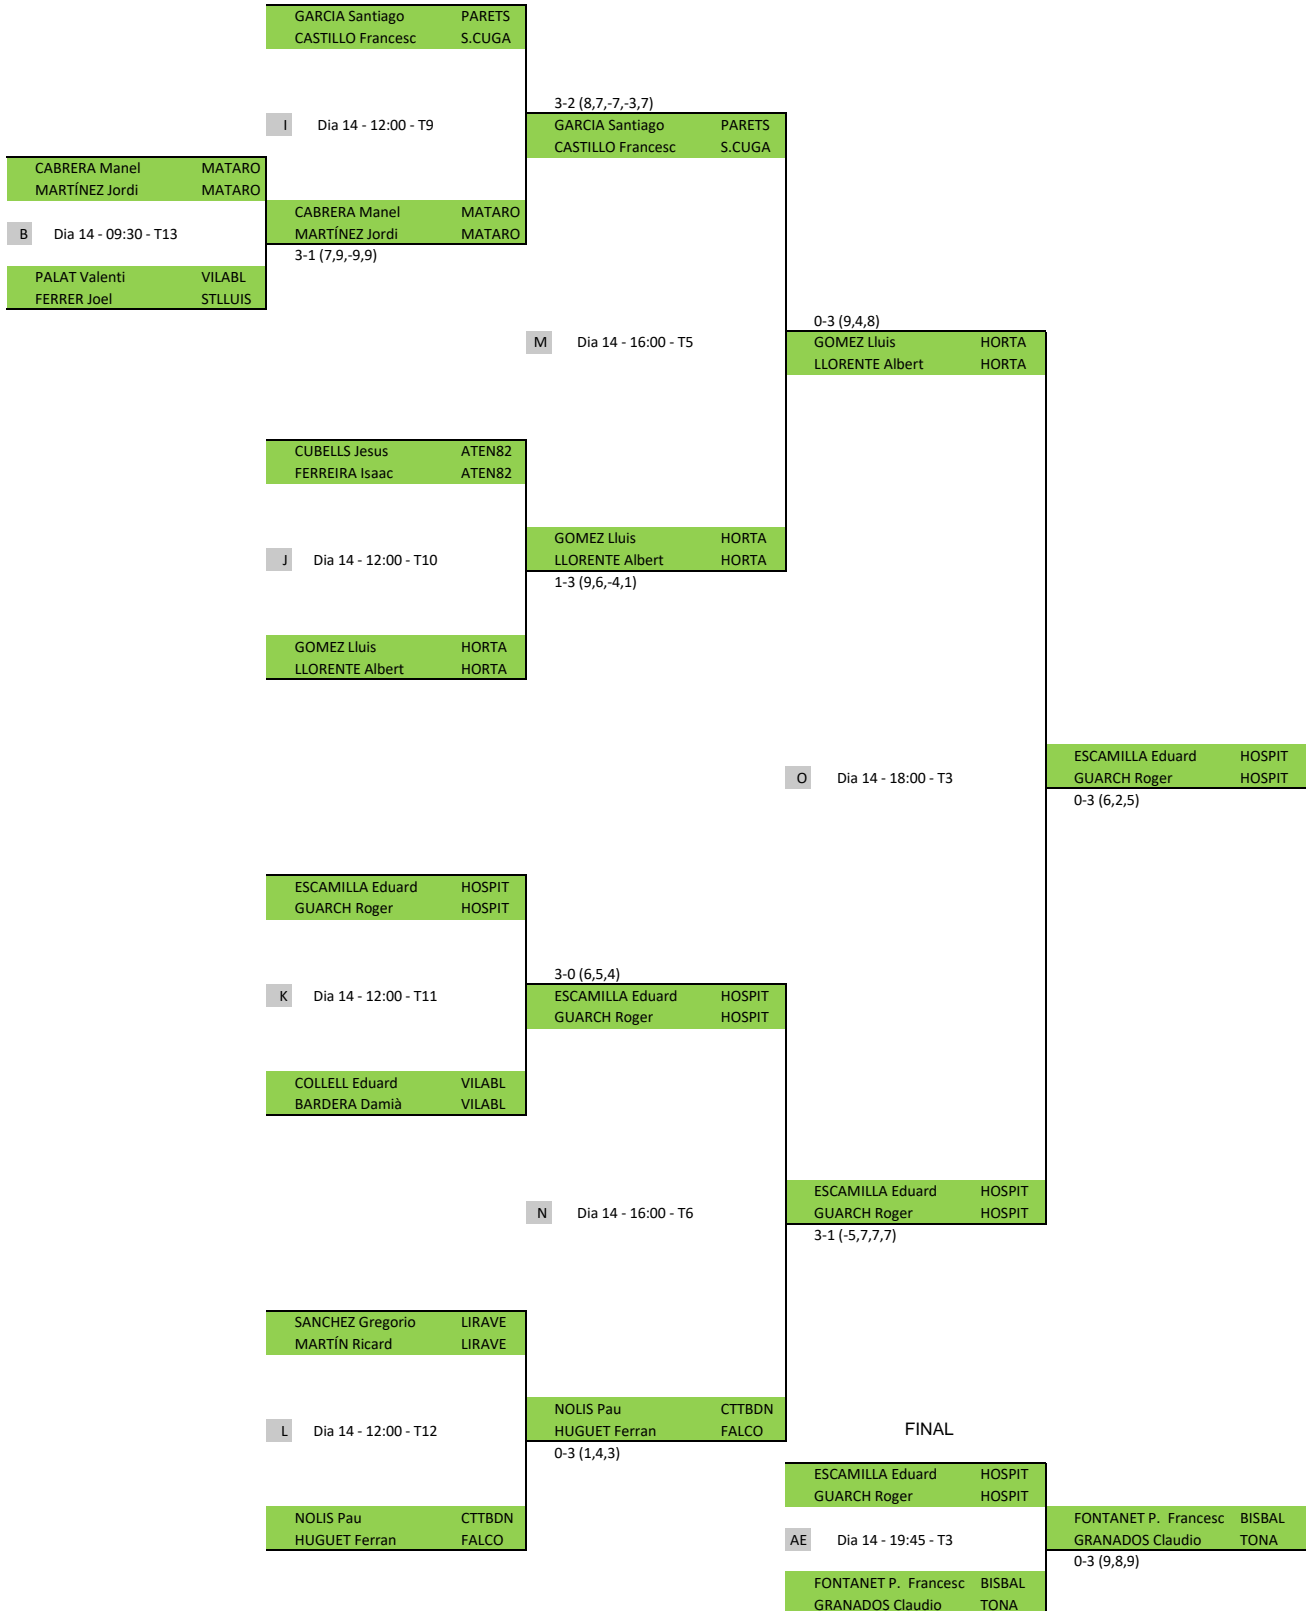 GARCIA Santiago PARETS
CASTILLO Francesc S.CUGA
3-2 (8,7,-7,-3,7)
I Dia 14 - 12:00 - T9
GARCIA Santiago PARETS
CASTILLO Francesc S.CUGA
CABRERA Manel MATARO
MARTÍNEZ Jordi MATARO
CABRERA Manel MATARO
B Dia 14 - 09:30 - T13
MARTÍNEZ Jordi MATARO
3-1 (7,9,-9,9)
PALAT Valenti VILABL
FERRER Joel STLLUIS
0-3 (9,4,8)
M Dia 14 - 16:00 - T5
GOMEZ Lluis HORTA
LLORENTE Albert HORTA
CUBELLS Jesus ATEN82
FERREIRA Isaac ATEN82
GOMEZ Lluis HORTA
J Dia 14 - 12:00 - T10
LLORENTE Albert HORTA
1-3 (9,6,-4,1)
GOMEZ Lluis HORTA
LLORENTE Albert HORTA
ESCAMILLA Eduard HOSPIT
O Dia 14 - 18:00 - T3
GUARCH Roger HOSPIT
0-3 (6,2,5)
ESCAMILLA Eduard HOSPIT
GUARCH Roger HOSPIT
3-0 (6,5,4)
K Dia 14 - 12:00 - T11
ESCAMILLA Eduard HOSPIT
GUARCH Roger HOSPIT
COLLELL Eduard VILABL
BARDERA Damià VILABL
ESCAMILLA Eduard HOSPIT
N Dia 14 - 16:00 - T6
GUARCH Roger HOSPIT
3-1 (-5,7,7,7)
SANCHEZ Gregorio LIRAVE
MARTÍN Ricard LIRAVE
NOLIS Pau CTTBDN
L Dia 14 - 12:00 - T12
HUGUET Ferran FALCO
0-3 (1,4,3)
FINAL
ESCAMILLA Eduard HOSPIT
GUARCH Roger HOSPIT
NOLIS Pau CTTBDN
HUGUET Ferran FALCO
FONTANET P. Francesc BISBAL
AE Dia 14 - 19:45 - T3
GRANADOS Claudio TONA
0-3 (9,8,9)
FONTANET P. Francesc BISBAL
GRANADOS Claudio TONA